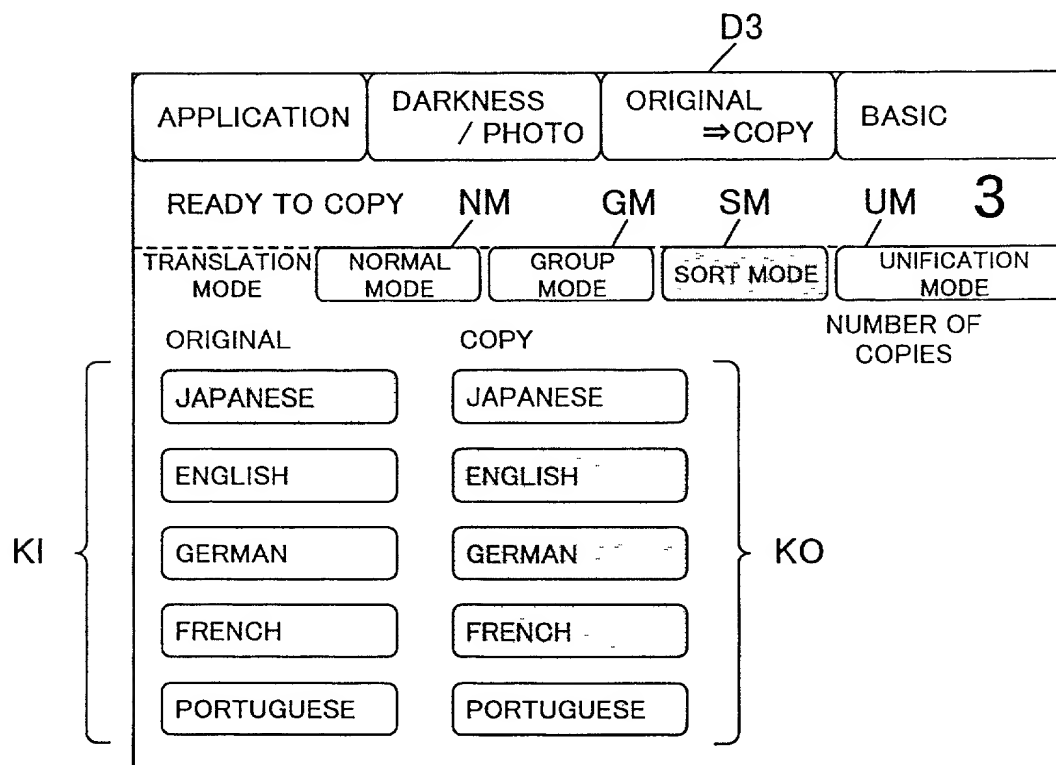 D3
APPLICATION
DARKNESS
/ PHOTO
ORIGINAL
⇒COPY
BASIC
READY TO COPY
NM
GM
SM
UM
3
TRANSLATION
MODE
NORMAL
MODE
GROUP
MODE
SORT MODE
UNIFICATION
MODE
ORIGINAL
COPY
NUMBER OF
COPIES
JAPANESE
JAPANESE
ENGLISH
ENGLISH
KI
GERMAN
GERMAN
KO
FRENCH
FRENCH
PORTUGUESE
PORTUGUESE